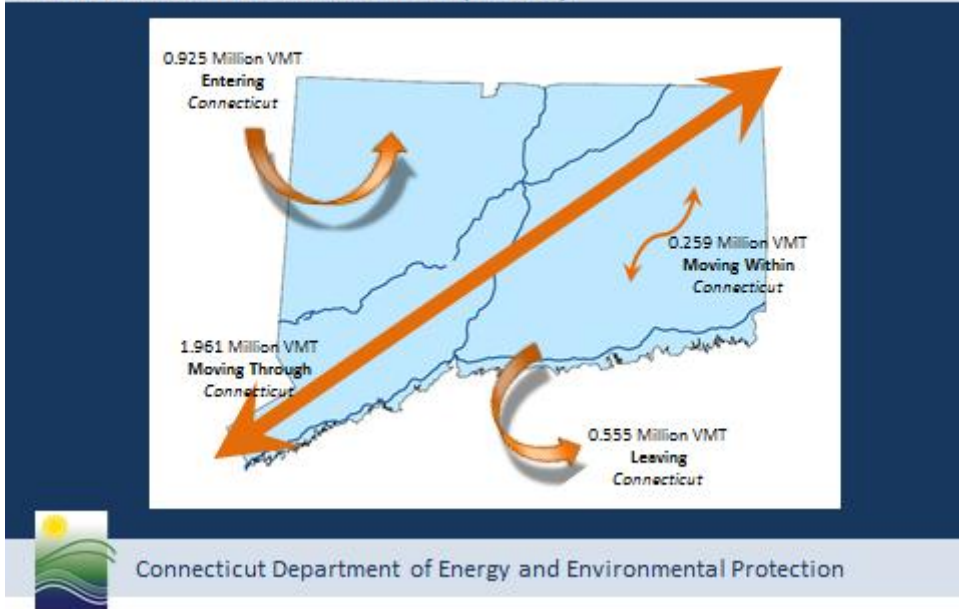 0.925 Million VMT
Entering
Connecticut
0.259 Million VMT
Moving Within
Connecticut
1.961 Million VMT
Moving Through
Connecticut
0.555 Million VMT
Leaving
Connecticut
Connecticut Department of Energy and Environmental Protection